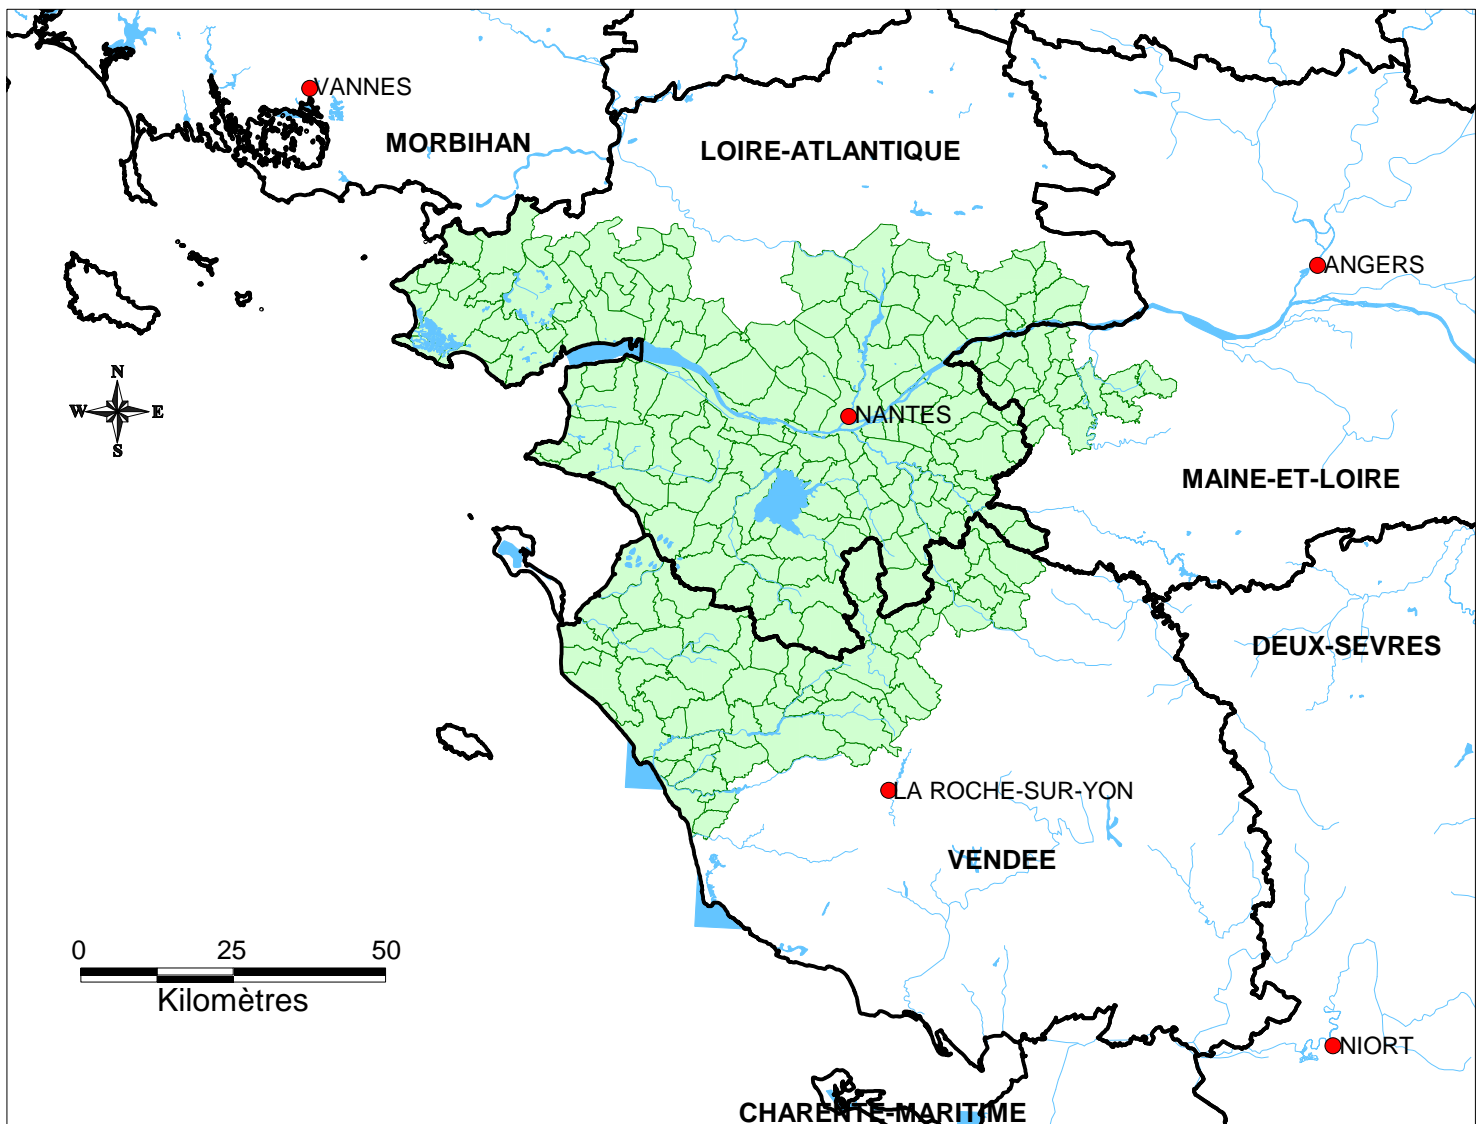 VANNES
MORBIHAN
LOIRE-ATLANTIQUE
ANGERS
N
W E
S
NANTES
MAINE-ET-LOIRE
DEUX-SEVRES
LA ROCHE-SUR-YON
VENDEE
0 25 50
Kilomètres
NIORT
CHARENTE-MARITIME